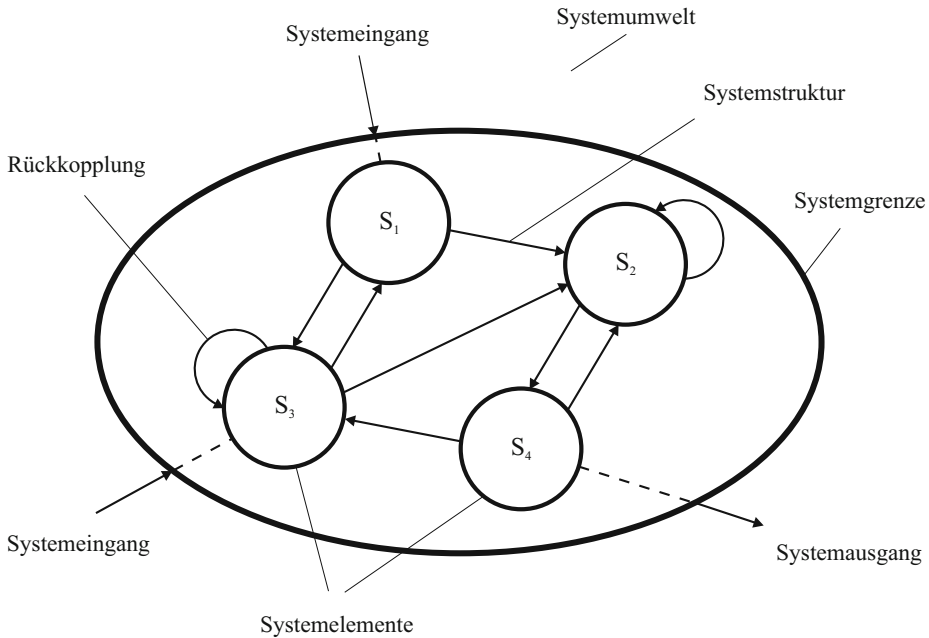 Systemumwelt
Systemeingang
Systemstruktur
Rückkopplung
Systemgrenze
S₁
S₂
S₃
S₄
Systemeingang
Systemausgang
Systemelemente